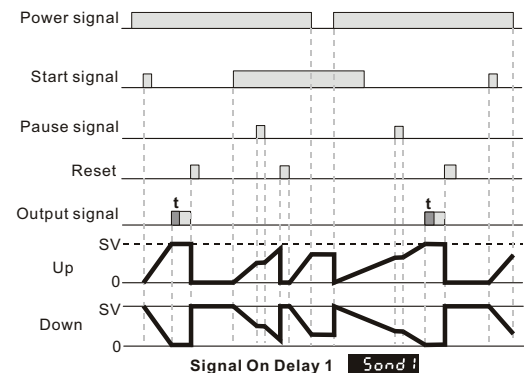 Power signal
Start signal
Pause signal
Reset
t
t
Output signal
SV
Up
0
SV
Down
0
Signal On Delay 1 Sond1